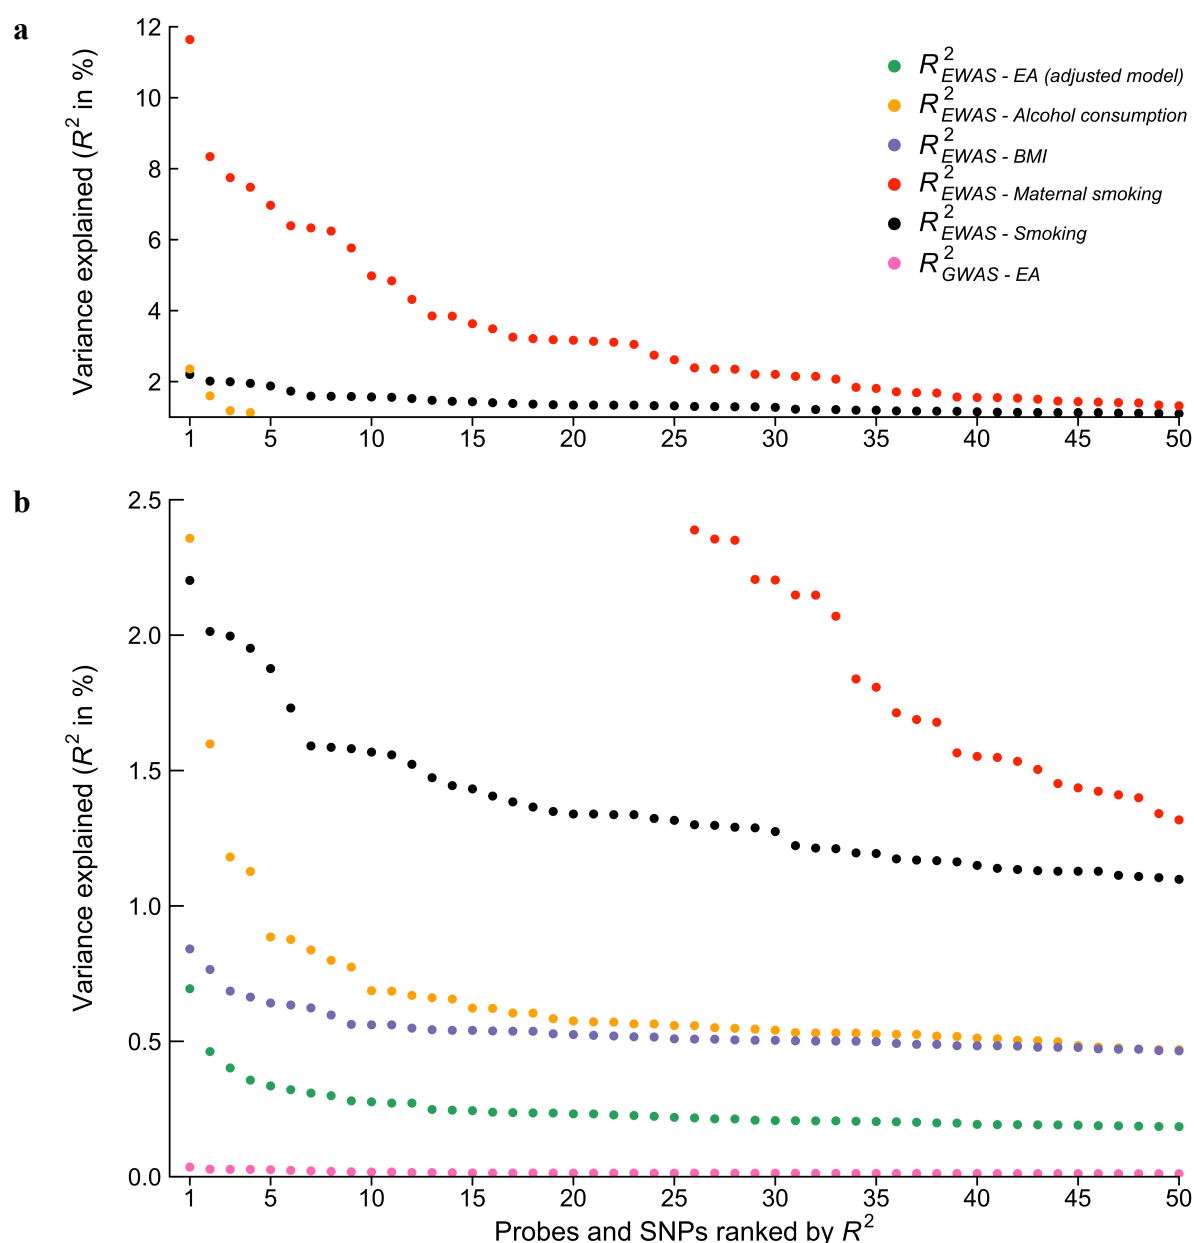 a
Variance explained (R² in %)
12
10
8
6
4
2
R²EWAS - EA (adjusted model)
R²EWAS - Alcohol consumption
R²EWAS - BMI
R²EWAS - Maternal smoking
R²EWAS - Smoking
R²GWAS - EA
1 5 10 15 20 25 30 35 40 45 50
b
Variance explained (R² in %)
2.5
2.0
1.5
1.0
0.5
0.0
1 5 10 15 20 25 30 35 40 45 50
Probes and SNPs ranked by R²